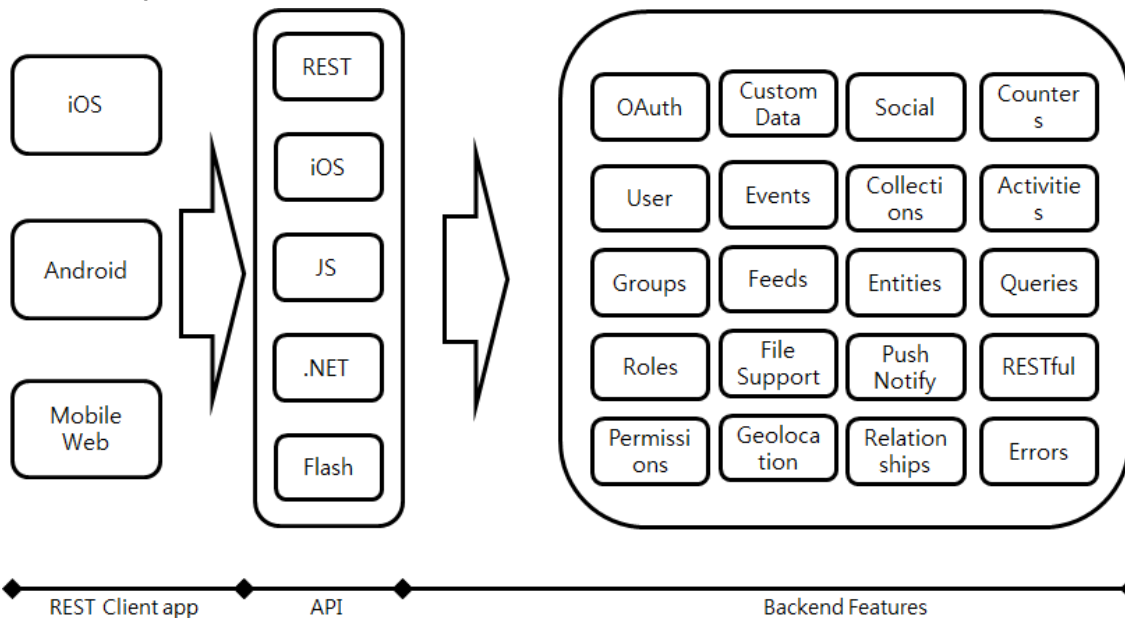 iOS
Android
Mobile
Web
REST
iOS
JS
.NET
Flash
OAuth
Custom
Data
Social
Counter
s
User
Events
Collecti
ons
Activitie
s
Groups
Feeds
Entities
Queries
Roles
File
Support
Push
Notify
RESTful
Permissi
ons
Geoloca
tion
Relation
ships
Errors
REST Client app
API
Backend Features